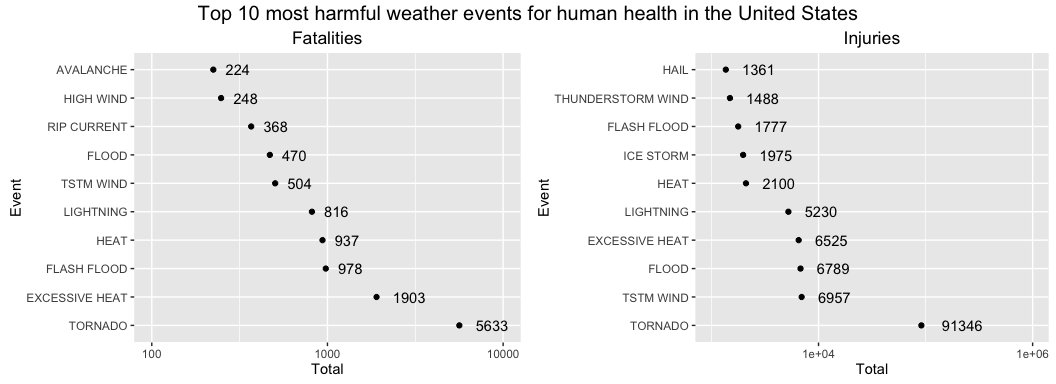 Top 10 most harmful weather events for human health in the United States
Fatalities
Event
AVALANCHE 224
HIGH WIND 248
RIP CURRENT 368
FLOOD 470
TSTM WIND 504
LIGHTNING 816
HEAT 937
FLASH FLOOD 978
EXCESSIVE HEAT 1903
TORNADO 5633
100 1000 10000
Total
Injuries
Event
HAIL 1361
THUNDERSTORM WIND 1488
FLASH FLOOD 1777
ICE STORM 1975
HEAT 2100
LIGHTNING 5230
EXCESSIVE HEAT 6525
FLOOD 6789
TSTM WIND 6957
TORNADO 91346
1e+04 1e+06
Total